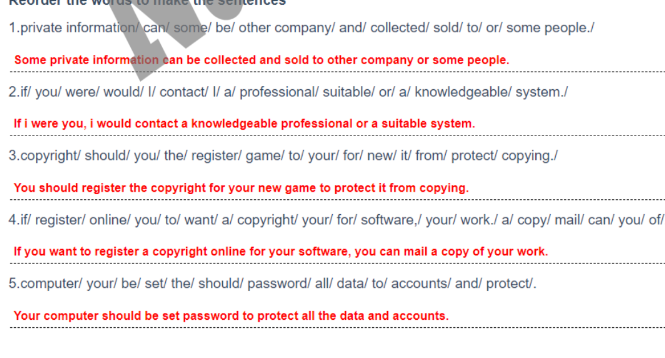 Reorder the words to make the sentences
1.private information/ can/ some/ be/ other company/ and/ collected/ sold/ to/ or/ some people./
Some private information can be collected and sold to other company or some people.
2.if/ you/ were/ would/ I/ contact/ I/ a/ professional/ suitable/ or/ a/ knowledgeable/ system./
If i were you, i would contact a knowledgeable professional or a suitable system.
3.copyright/ should/ you/ the/ register/ game/ to/ your/ for/ new/ it/ from/ protect/ copying./
You should register the copyright for your new game to protect it from copying.
4.if/ register/ online/ you/ to/ want/ a/ copyright/ your/ for/ software,/ your/ work./ a/ copy/ mail/ can/ you/ of/
If you want to register a copyright online for your software, you can mail a copy of your work.
5.computer/ your/ be/ set/ the/ should/ password/ all/ data/ to/ accounts/ and/ protect/.
Your computer should be set password to protect all the data and accounts.